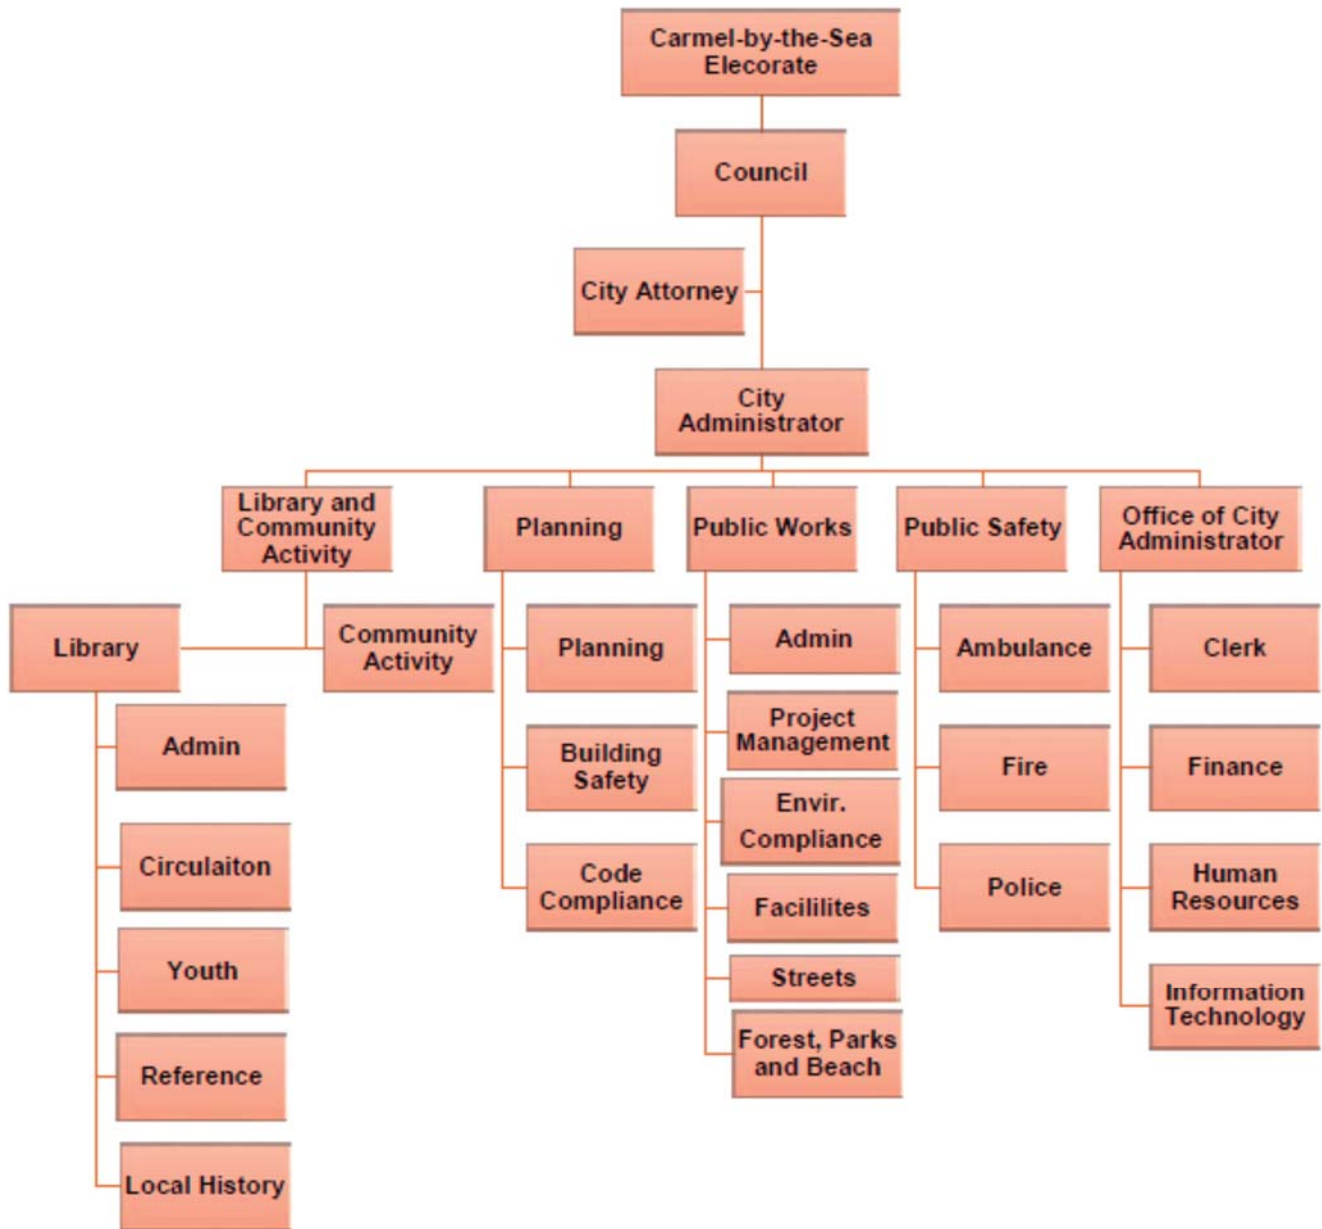 Carmel-by-the-Sea
Elecorate
Council
City Attorney
City
Administrator
Library and
Community
Activity
Planning
Public Works
Public Safety
Office of City
Administrator
Library
Community
Activity
Admin
Circulaiton
Youth
Reference
Local History
Planning
Building
Safety
Code
Compliance
Admin
Project
Management
Envir.
Compliance
Facililites
Streets
Forest, Parks
and Beach
Ambulance
Fire
Police
Clerk
Finance
Human
Resources
Information
Technology